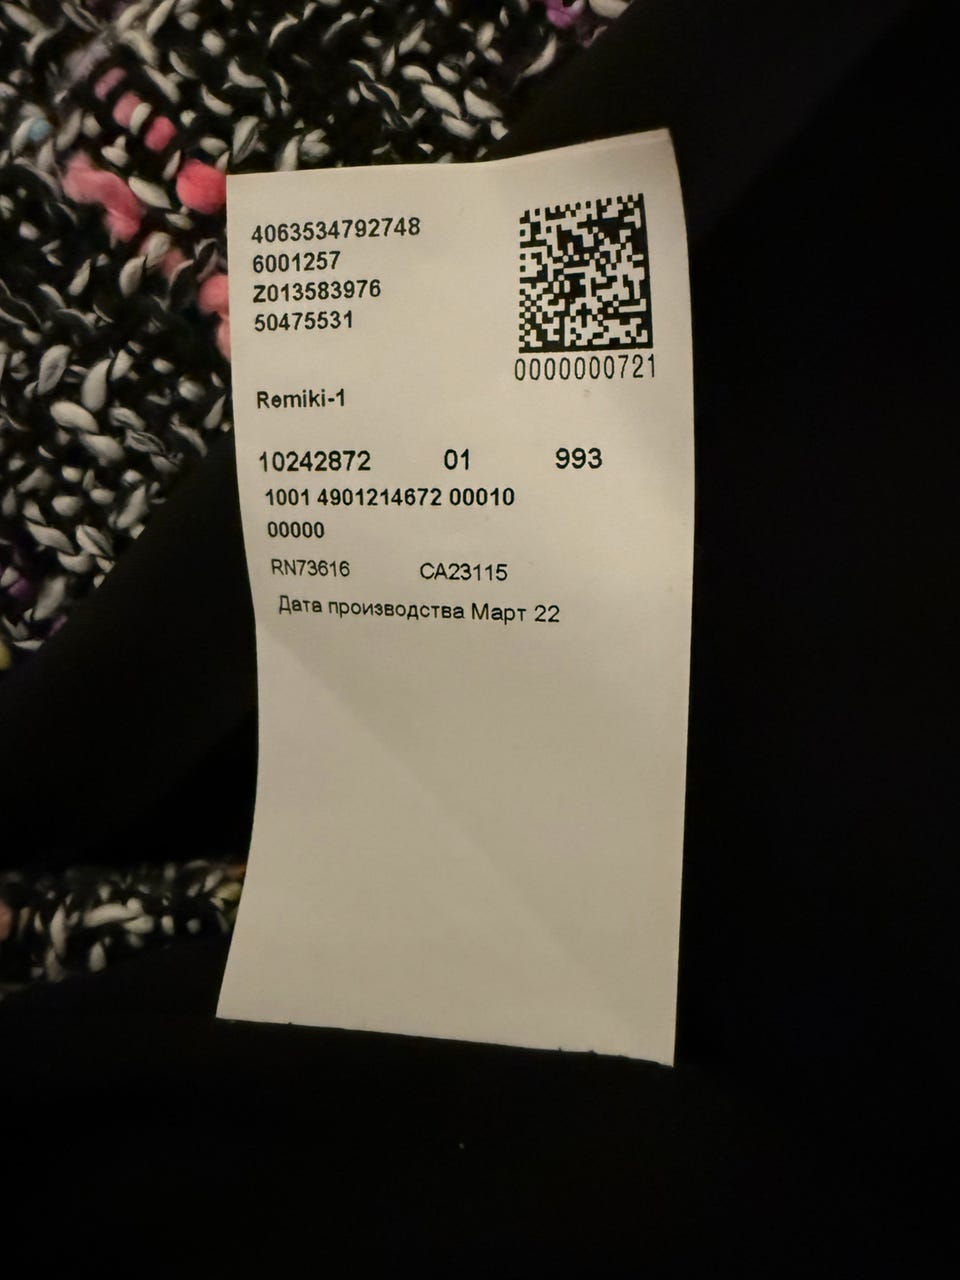 4063534792748
6001257
Z013583976
50475531
0000000721
Remiki-1
10242872 01 993
1001 4901214672 00010
00000
RN73616 CA23115
Дата производства Март 22